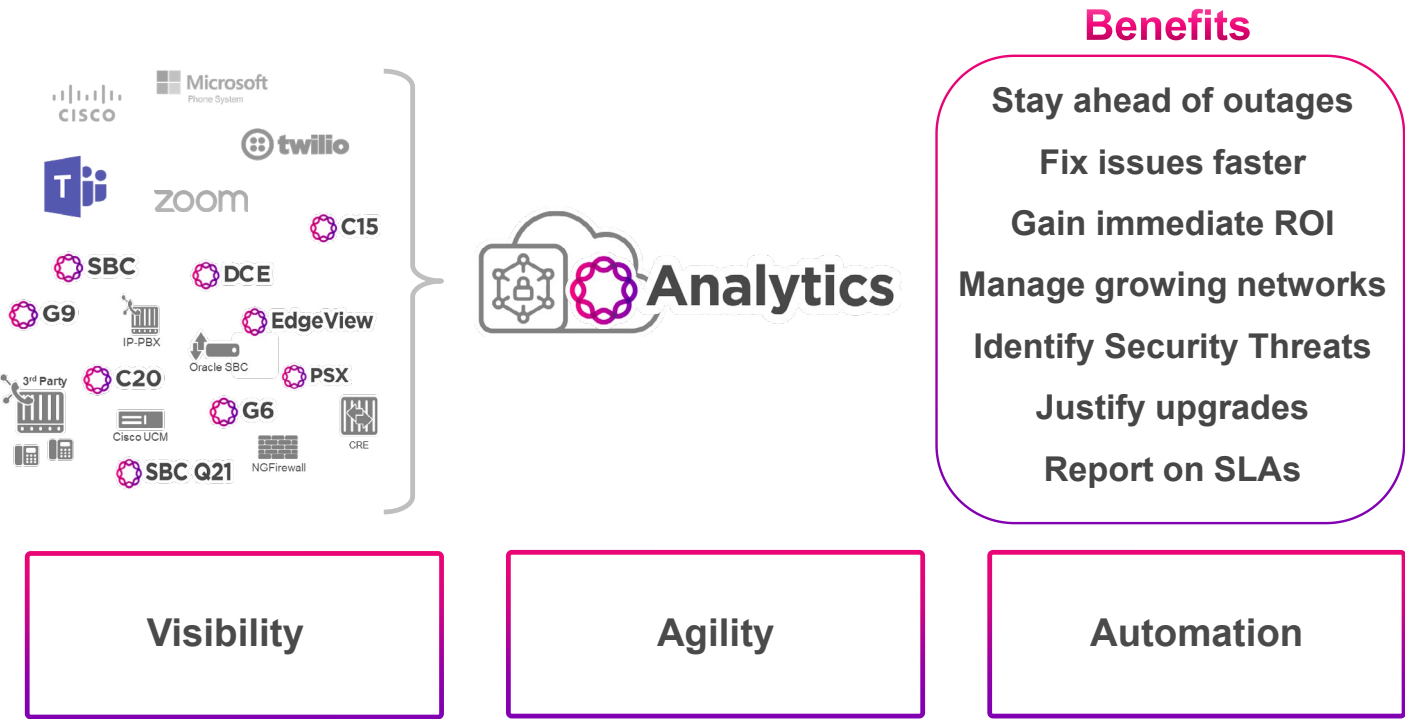 Benefits
Microsoft
Phone System
CISCO
twilio
T
zoom
C15
SBC
DCE
G9
IP-PBX
EdgeView
Oracle SBC
3rd Party
C20
PSX
G6
Cisco UCM
CRE
NGFirewall
SBC Q21
Analytics
Stay ahead of outages
Fix issues faster
Gain immediate ROI
Manage growing networks
Identify Security Threats
Justify upgrades
Report on SLAs
Visibility
Agility
Automation